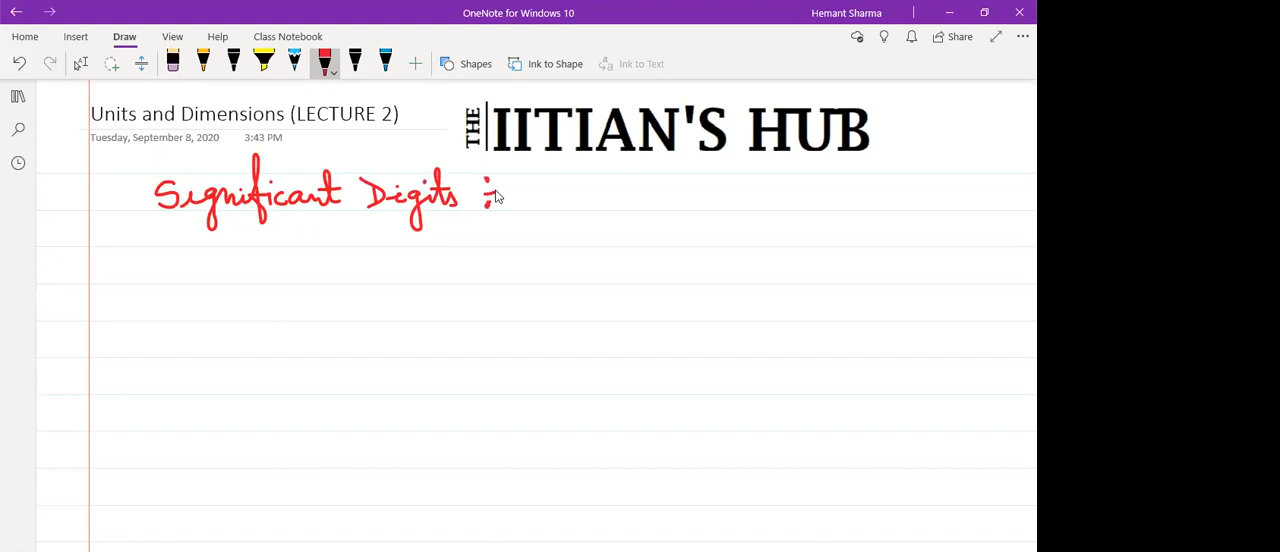 OneNote for Windows 10
Hemant Sharma
Home Insert Draw View Help Class Notebook
Share
Shapes Ink to Shape Ink to Text
Units and Dimensions (LECTURE 2)
Tuesday, September 8, 2020 3:43 PM
THE IITIAN'S HUB
Significant Digits :-